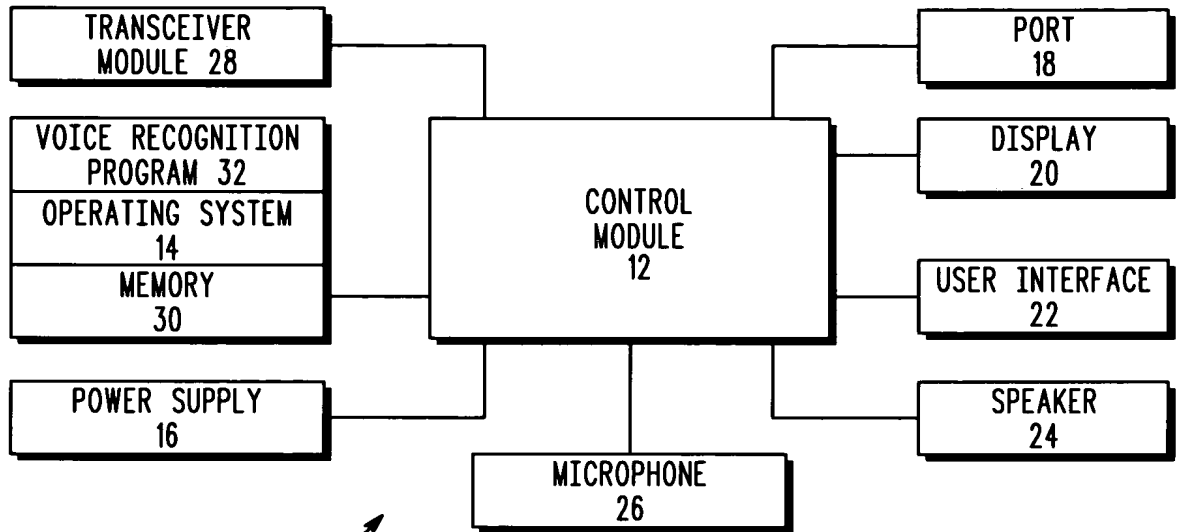 TRANSCEIVER
MODULE 28
VOICE RECOGNITION
PROGRAM 32
OPERATING SYSTEM
14
MEMORY
30
POWER SUPPLY
16
CONTROL
MODULE
12
MICROPHONE
26
PORT
18
DISPLAY
20
USER INTERFACE
22
SPEAKER
24